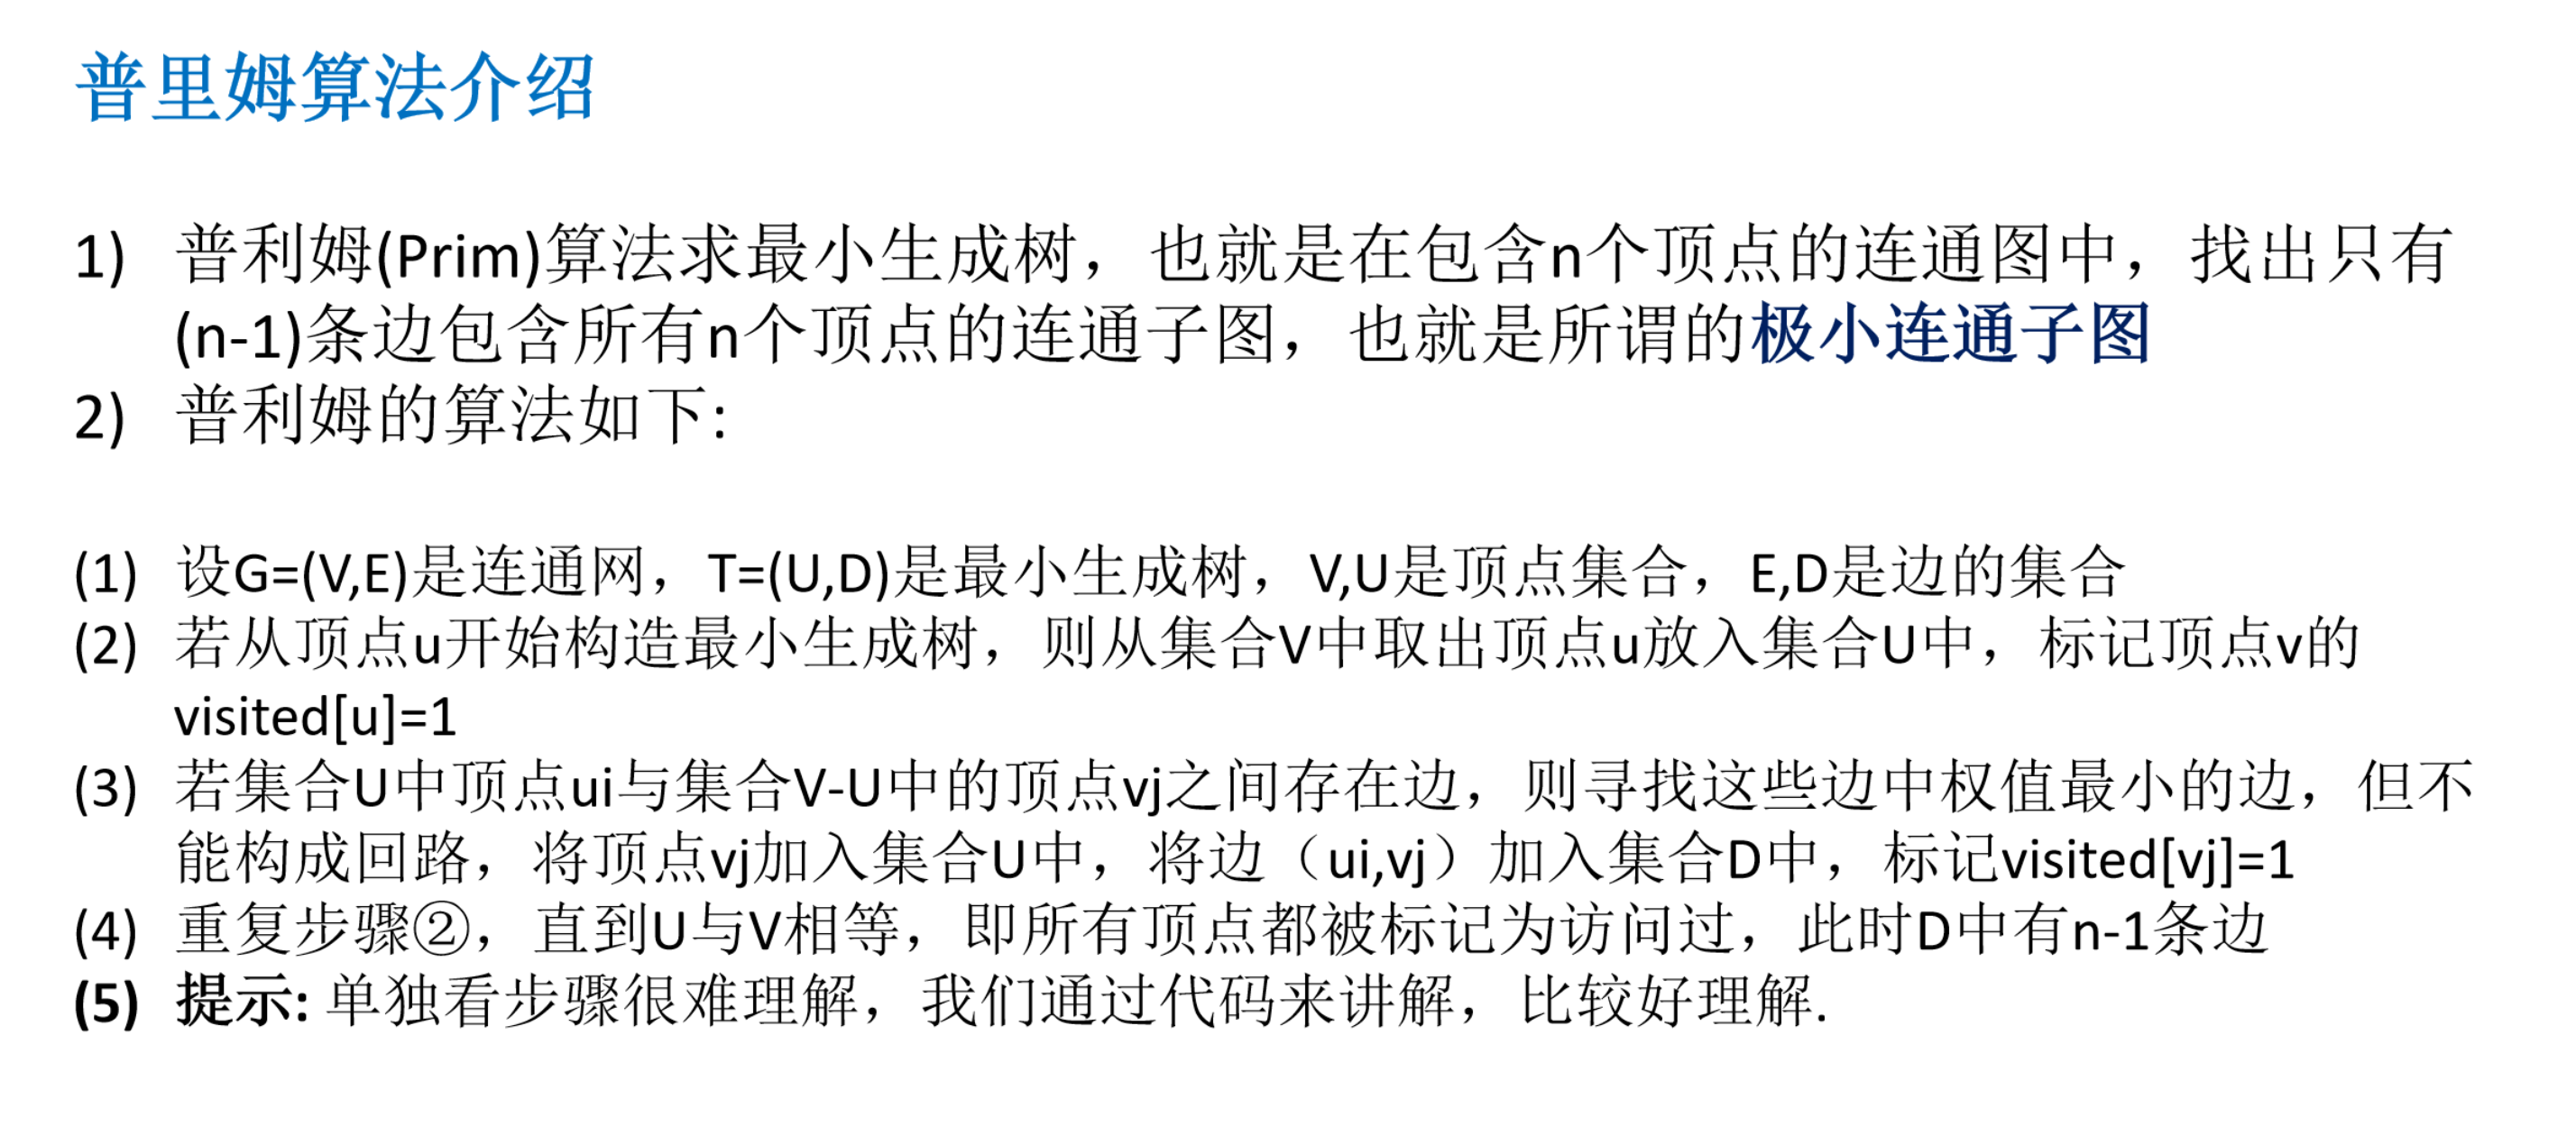 普里姆算法介绍
1) 普利姆(Prim)算法求最小生成树，也就是在包含n个顶点的连通图中，找出只有
(n-1)条边包含所有n个顶点的连通子图，也就是所谓的极小连通子图
2) 普利姆的算法如下:
(1) 设G=(V,E)是连通网，T=(U,D)是最小生成树，V,U是顶点集合，E,D是边的集合
(2) 若从顶点u开始构造最小生成树，则从集合V中取出顶点u放入集合U中，标记顶点v的
visited[u]=1
(3) 若集合U中顶点ui与集合V-U中的顶点vj之间存在边，则寻找这些边中权值最小的边，但不
能构成回路，将顶点vj加入集合U中，将边（ui,vj）加入集合D中，标记visited[vj]=1
(4) 重复步骤②，直到U与V相等，即所有顶点都被标记为访问过，此时D中有n-1条边
(5) 提示: 单独看步骤很难理解，我们通过代码来讲解，比较好理解.